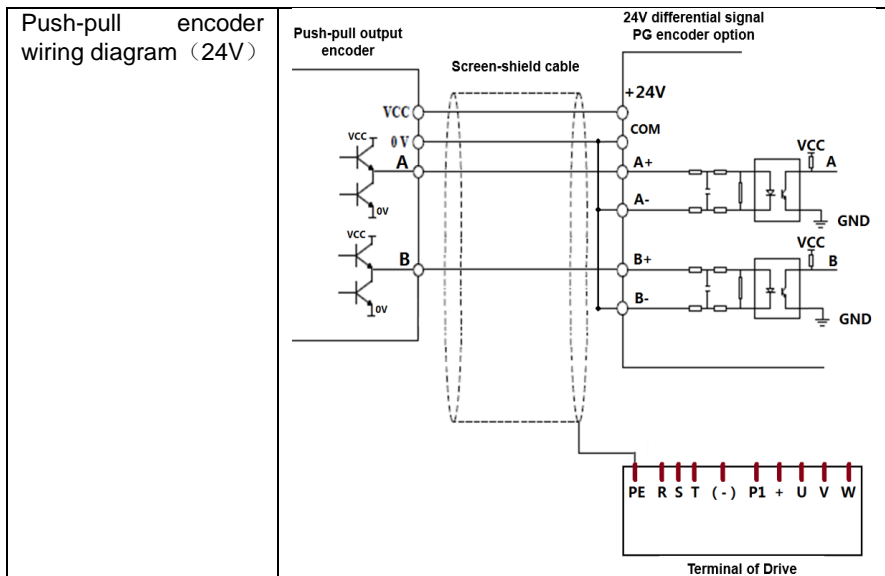 Push-pull encoder
wiring diagram（24V）
Push-pull output
encoder
24V differential signal
PG encoder option
Screen-shield cable
+24V
VCC
COM
0 V
VCC
A
A+
VCC
A
0V
A-
GND
VCC
B
B+
VCC
B
0V
B-
GND
PE R S T (-) P1 + U V W
Terminal of Drive